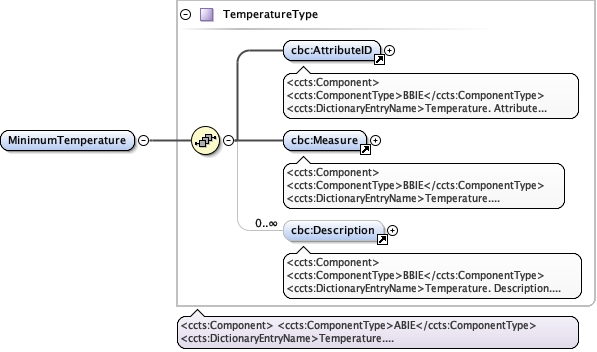 TemperatureType
cbc:AttributeID
<ccts:Component>
<ccts:ComponentType>BBIE</ccts:ComponentType>
<ccts:DictionaryEntryName>Temperature. Attribute...
MinimumTemperature
cbc:Measure
<ccts:Component>
<ccts:ComponentType>BBIE</ccts:ComponentType>
<ccts:DictionaryEntryName>Temperature....
0..∞
cbc:Description
<ccts:Component>
<ccts:ComponentType>BBIE</ccts:ComponentType>
<ccts:DictionaryEntryName>Temperature. Description....
<ccts:Component> <ccts:ComponentType>ABIE</ccts:ComponentType>
<ccts:DictionaryEntryName>Temperature....